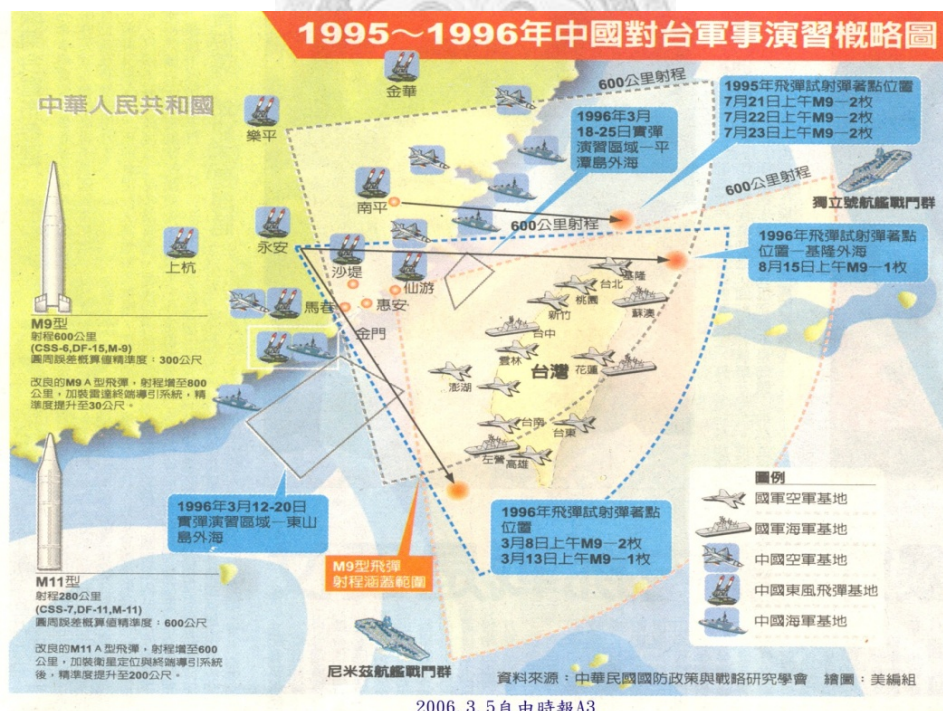 1995～1996年中國對台軍事演習概略圖
中華人民共和國
金華
樂平
南平
上杭
永安
沙堤
仙游
馬春
惠安
金門
600公里射程
600公里射程
600公里射程
1996年3月
18-25日實彈
演習區域—平
潭島外海
1995年飛彈試射彈著點位置
7月21日上午M9—2枚
7月22日上午M9—2枚
7月23日上午M9—2枚
獨立號航艦戰鬥群
1996年飛彈試射彈著點
位置—基隆外海
8月15日上午M9—1枚
基隆
台北
桃園
新竹
蘇澳
台中
雲林
台灣
花蓮
澎湖
台南
台東
左營
高雄
M9型
射程600公里
(CSS-6,DF-15,M-9)
圓周誤差概算值精準度：300公尺
改良的M9 A型飛彈，射程增至800
公里，加裝雷達終端導引系統，精
準度提升至30公尺。
M11型
射程280公里
(CSS-7,DF-11,M-11)
圓周誤差概算值精準度：600公尺
改良的M11 A型飛彈，射程增至600
公里，加裝衛星定位與終端導引系統
後，精準度提升至200公尺。
1996年3月12-20日
實彈演習區域—東山
島外海
M9型飛彈
射程涵蓋範圍
1996年飛彈試射彈著點
位置
3月8日上午M9—2枚
3月13日上午M9—1枚
尼米茲航艦戰鬥群
圖例
國軍空軍基地
國軍海軍基地
中國空軍基地
中國東風飛彈基地
中國海軍基地
資料來源：中華民國國防政策與戰略研究學會 繪圖：美編組
2006.3.5自由時報A3